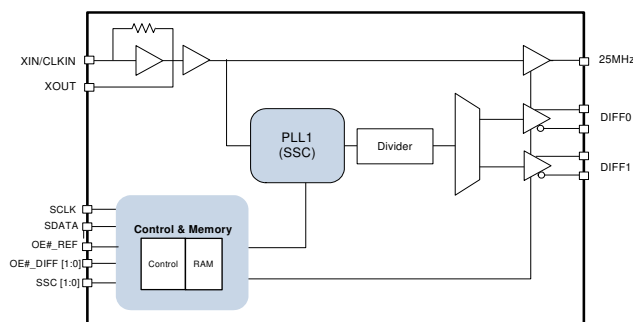 XIN/CLKIN
XOUT
25MHz
DIFF0
DIFF1
PLL1
(SSC)
Divider
SCLK
SDATA
OE#_REF
OE#_DIFF [1:0]
SSC [1:0]
Control & Memory
Control
RAM